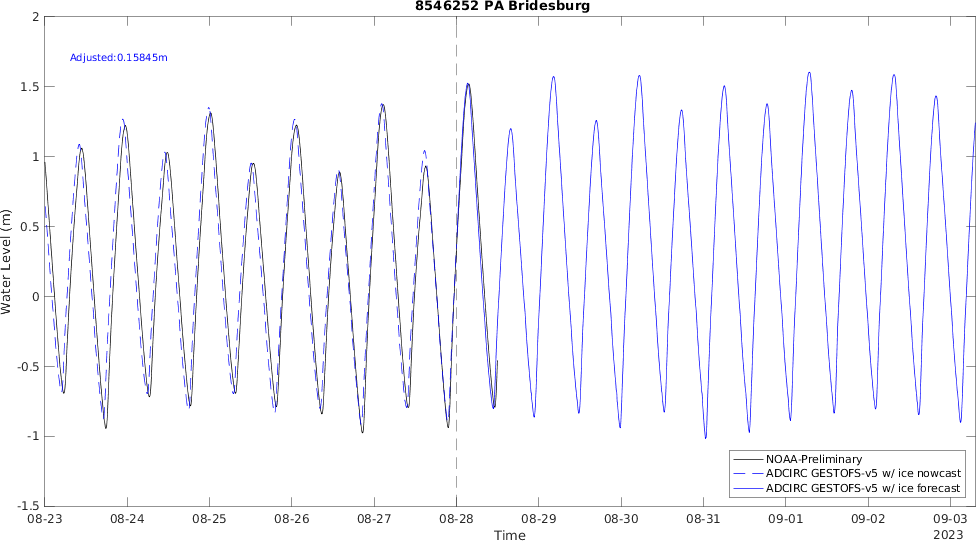 8546252 PA Bridesburg
Adjusted:0.15845m
Water Level (m)
2
1.5
1
0.5
0
-0.5
-1
-1.5
08-23 08-24 08-25 08-26 08-27 08-28 08-29 08-30 08-31 09-01 09-02 09-03
Time
2023
NOAA-Preliminary
ADCIRC GESTOFS-v5 w/ ice nowcast
ADCIRC GESTOFS-v5 w/ ice forecast